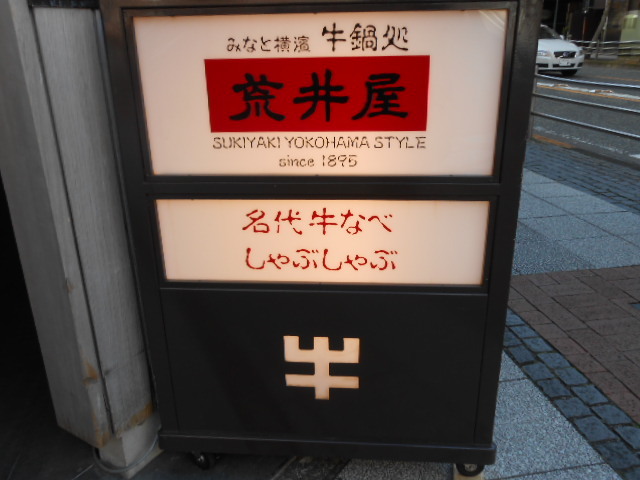 みなと横濱 牛鍋処
荒井屋
SUKIYAKI YOKOHAMA STYLE
since 1895
名代牛なべ
しゃぶしゃぶ
牛